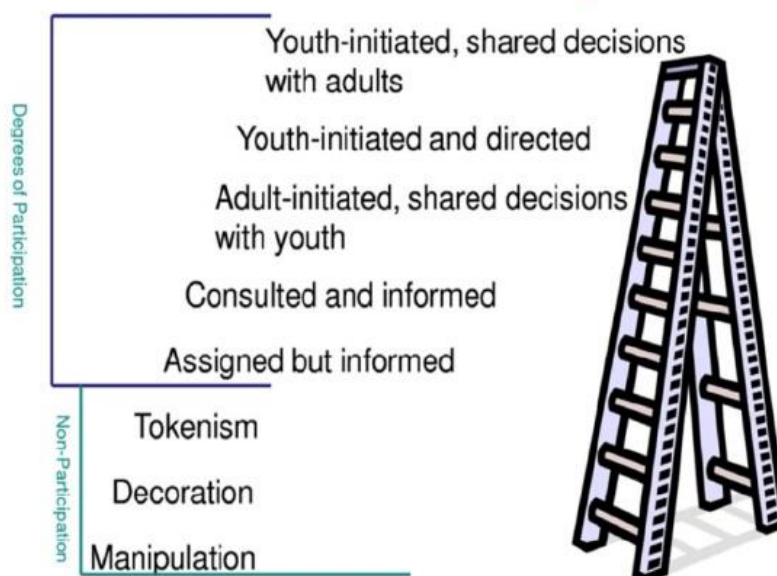 Youth-initiated, shared decisions
with adults
Youth-initiated and directed
Adult-initiated, shared decisions
with youth
Consulted and informed
Assigned but informed
Tokenism
Decoration
Manipulation
Degrees of Participation
Non-Participation